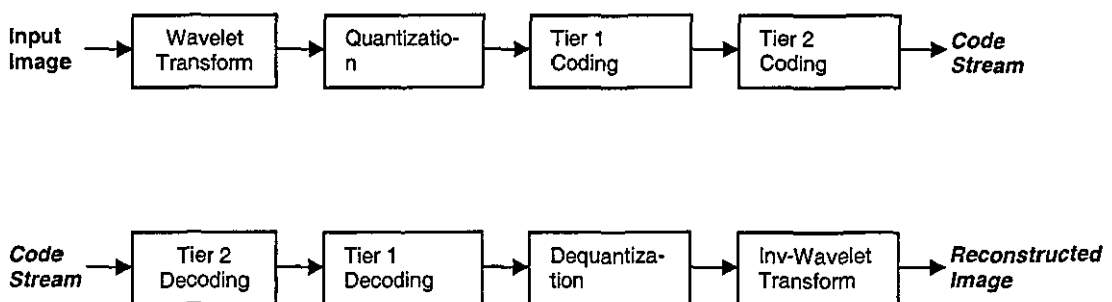 Input
Image
Wavelet
Transform
Quantizatio-
n
Tier 1
Coding
Tier 2
Coding
Code
Stream
Code
Stream
Tier 2
Decoding
Tier 1
Decoding
Dequantiza-
tion
Inv-Wavelet
Transform
Reconstructed
Image